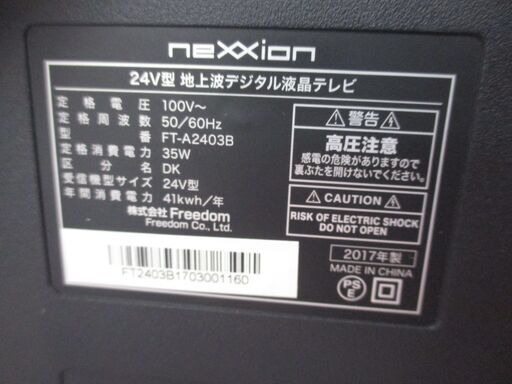 neXXion
24V型 地上波デジタル液晶テレビ
定格電圧 100V~
定格周波数 50/60Hz
型番 FT-A2403B
定格消費電力 35W
区分名 DK
受信機型サイズ 24V型
年間消費電力 41kwh/年
株式会社 Freedom
Freedom Co., Ltd.
FT2403B1703001160
警告
高圧注意
感電の危険がありますので
裏ぶたを開けないでください。
CAUTION
RISK OF ELECTRIC SHOCK
DO NOT OPEN
2017年製
MADE IN CHINA
PS
E